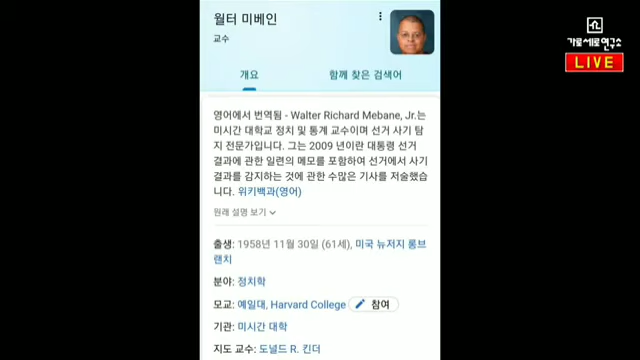 월터 미베인
교수
개요
함께 찾은 검색어
영어에서 번역됨 - Walter Richard Mebane, Jr.는
미시간 대학교 정치 및 통계 교수이며 선거 사기 탐
지 전문가입니다. 그는 2009 년이란 대통령 선거
결과에 관한 일련의 메모를 포함하여 선거에서 사기
결과를 감지하는 것에 관한 수많은 기사를 저술했습
니다. 위키백과(영어)
원래 설명 보기
출생: 1958년 11월 30일 (61세), 미국 뉴저지 롱브
랜치
분야: 정치학
모교: 예일대, Harvard College 참여
기관: 미시간 대학
지도 교수: 도널드 R. 킨더
가로세로연구소
LIVE